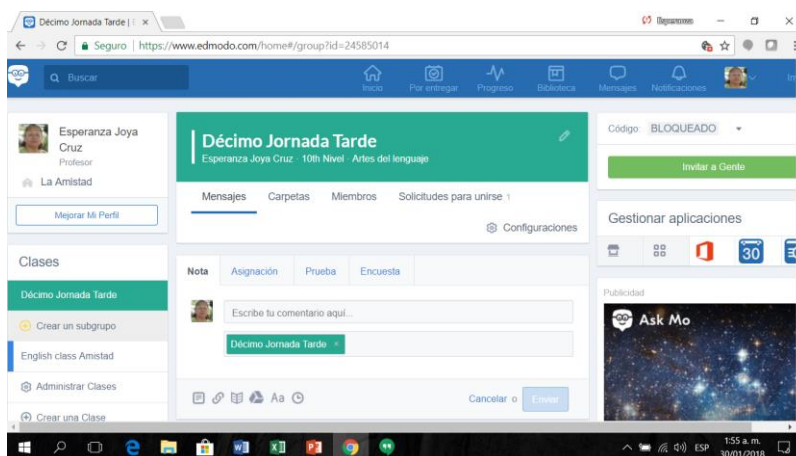 Décimo Jornada Tarde |
Seguro | https://www.edmodo.com/home#/group?id=24585014
Buscar
Inicio
Por entregar
Progreso
Biblioteca
Mensajes
Notificaciones
Esperanza Joya
Cruz
Profesor
La Amistad
Mejorar Mi Perfil
Clases
Décimo Jornada Tarde
Crear un subgrupo
English class Amistad
Administrar Clases
Crear una Clase
Décimo Jornada Tarde
Esperanza Joya Cruz · 10th Nivel · Artes del lenguaje
Mensajes Carpetas Miembros Solicitudes para unirse 1
Configuraciones
Nota Asignación Prueba Encuesta
Escribe tu comentario aquí...
Décimo Jornada Tarde ×
Aa
Cancelar o Enviar
Código: BLOQUEADO
Invitar a Gente
Gestionar aplicaciones
30
Publicidad
Ask Mo
ESP
1:55 a. m.
30/01/2018